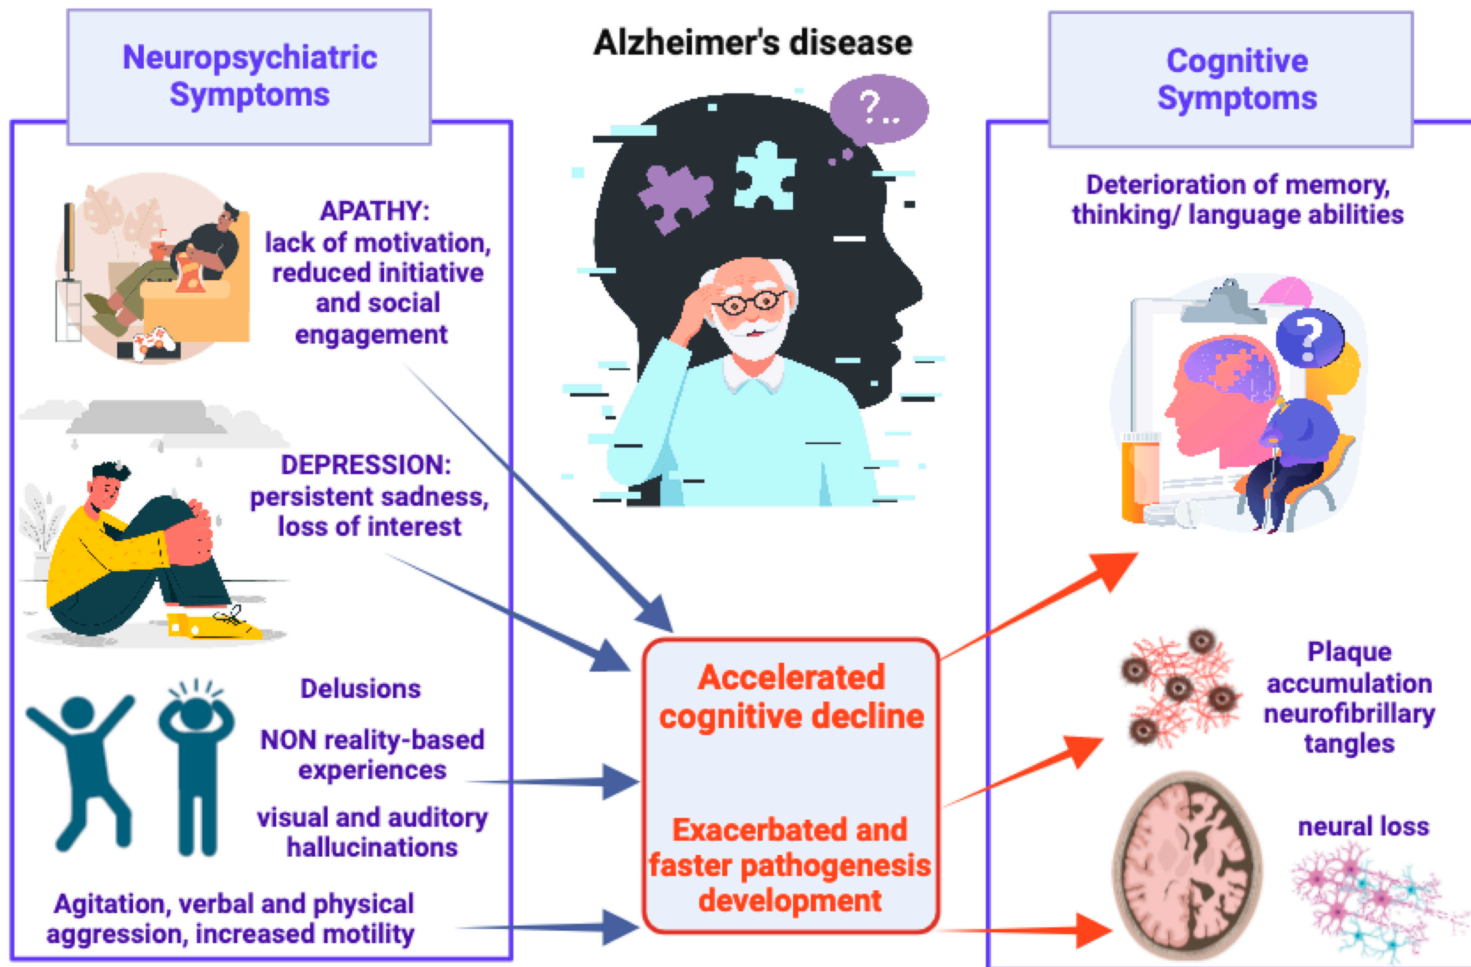 Neuropsychiatric
Symptoms
Alzheimer's disease
?..
Cognitive
Symptoms
APATHY:
lack of motivation,
reduced initiative
and social
engagement
DEPRESSION:
persistent sadness,
loss of interest
Delusions
NON reality-based
experiences
visual and auditory
hallucinations
Agitation, verbal and physical
aggression, increased motility
Accelerated
cognitive decline
Exacerbated and
faster pathogenesis
development
Deterioration of memory,
thinking/ language abilities
?
Plaque
accumulation
neurofibrillary
tangles
neural loss